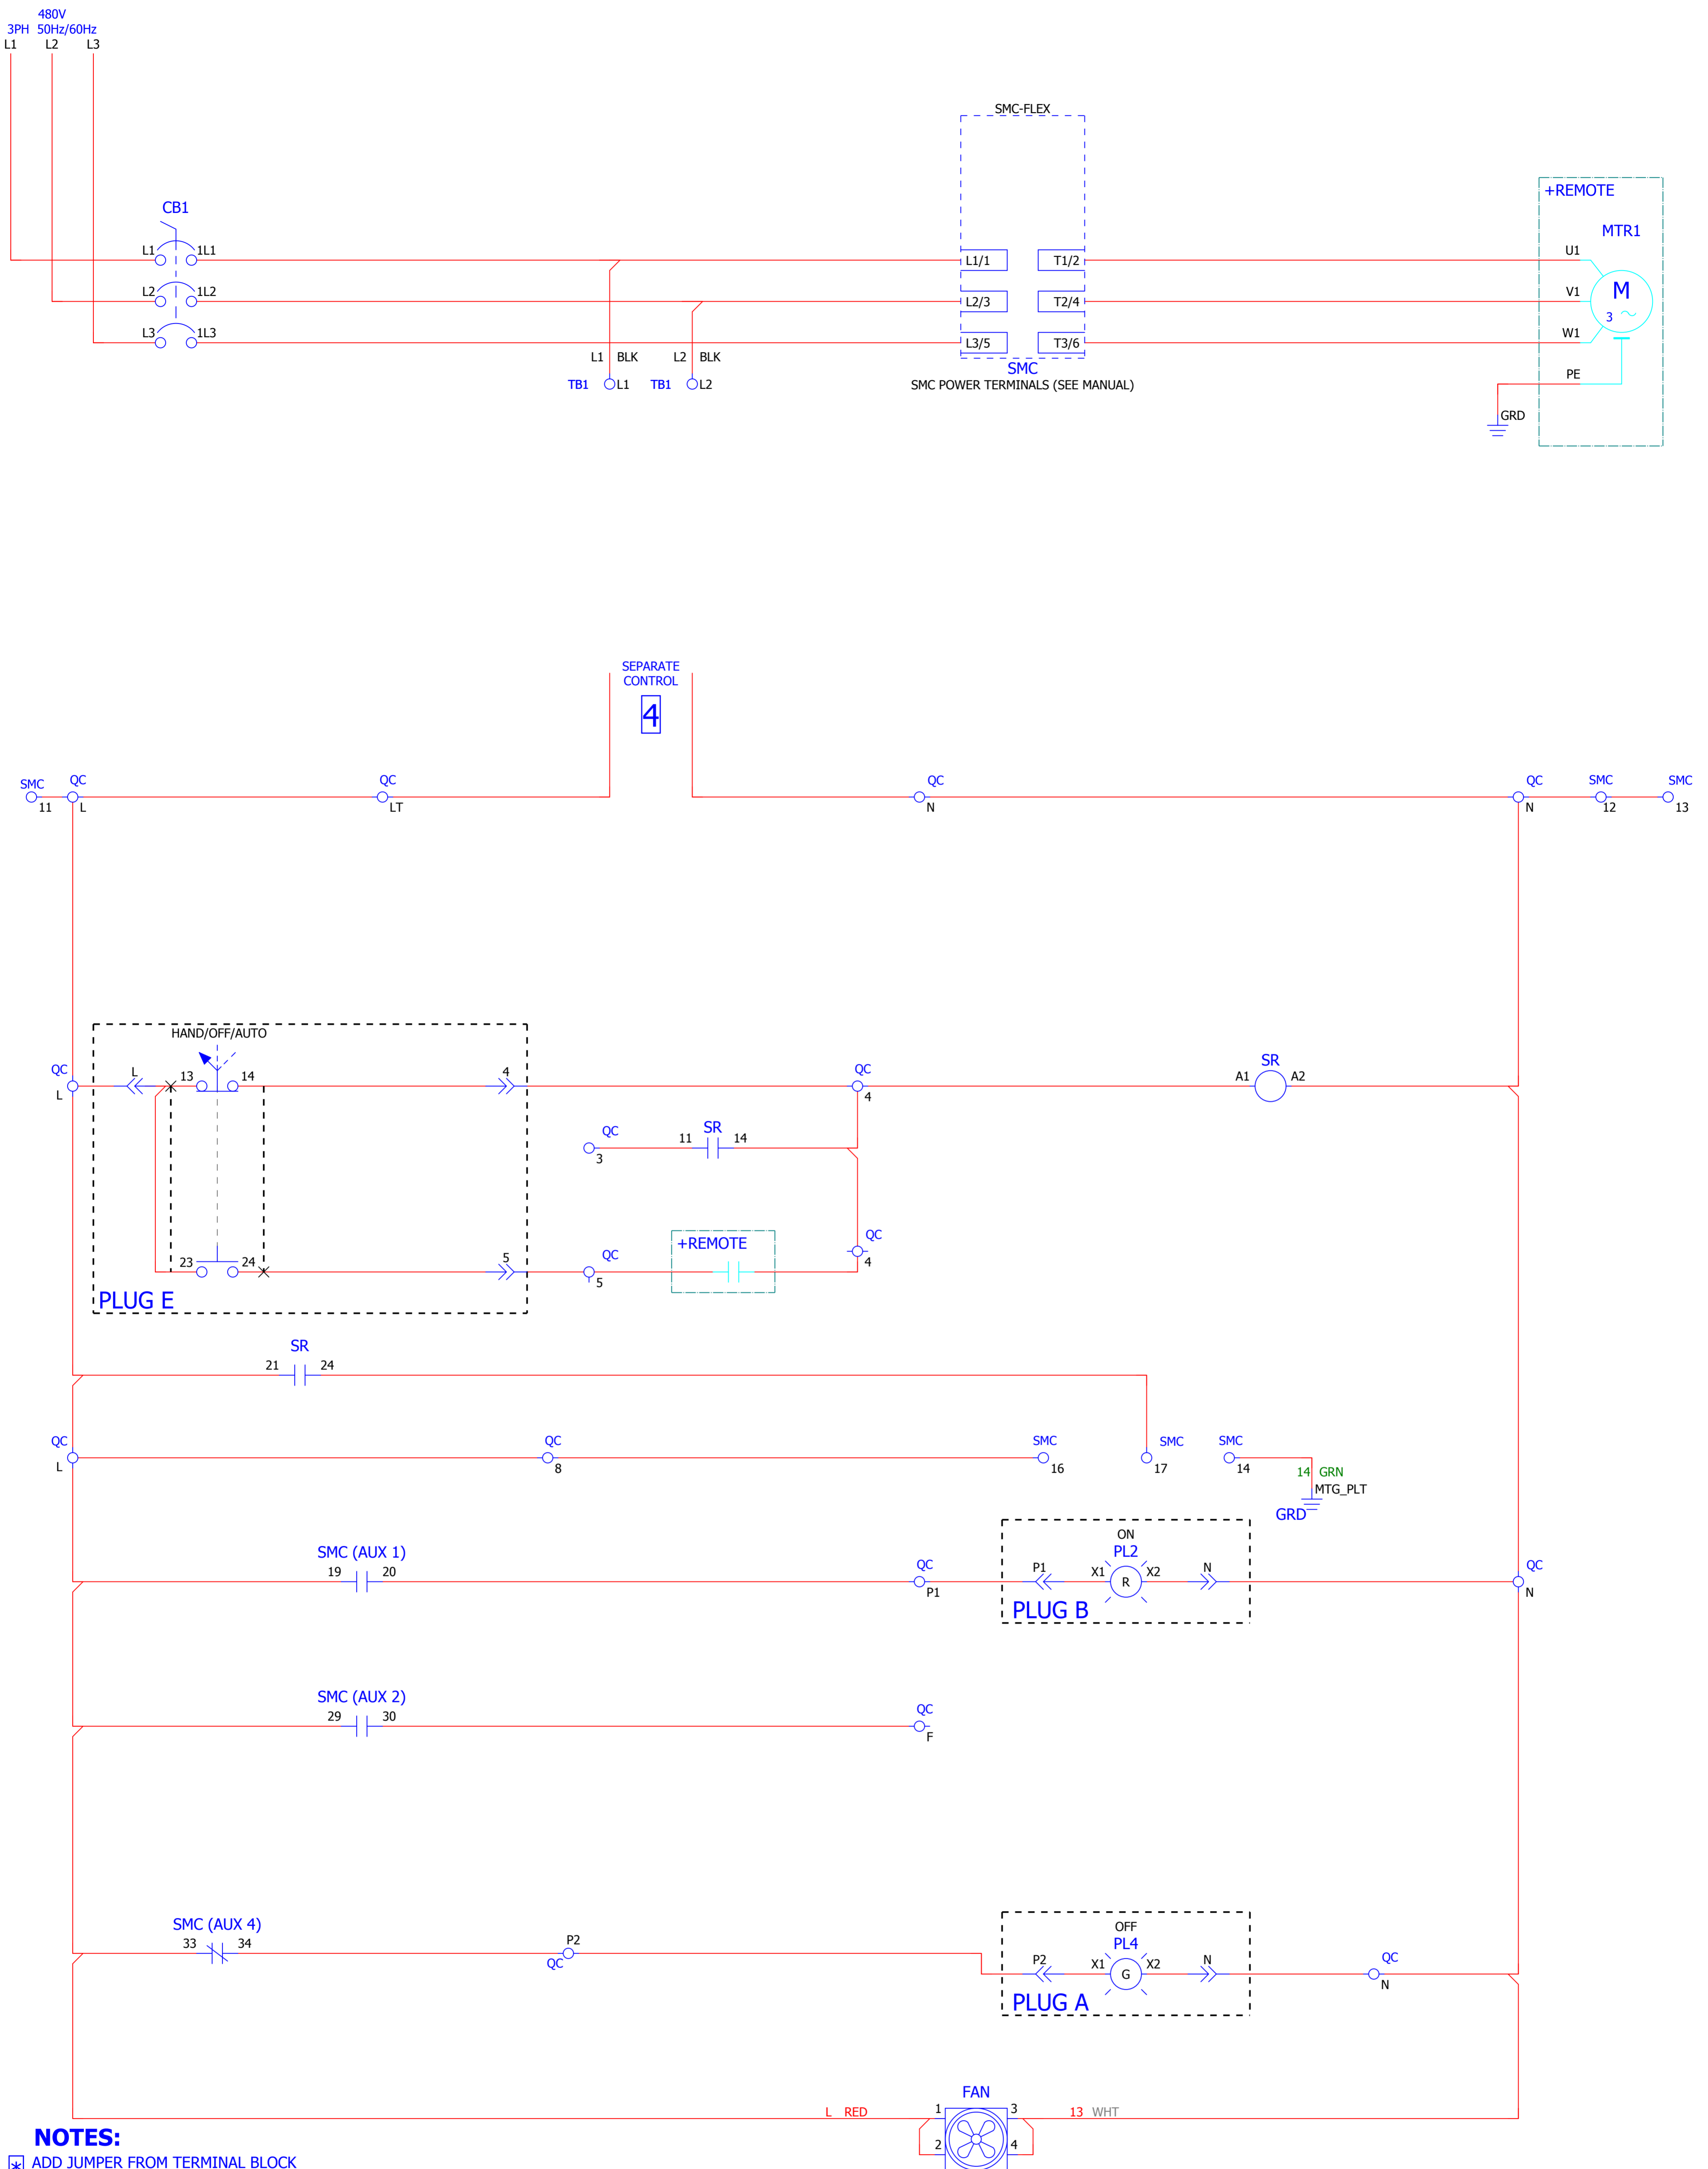 480V
3PH 50Hz/60Hz
L1 L2 L3
SMC-FLEX
+REMOTE
CB1
MTR1
L1 1L1
L1/1 T1/2
U1
L2 1L2
L2/3 T2/4
V1
M
3
L3 1L3
L3/5 T3/6
W1
L1 BLK L2 BLK
SMC
PE
TB1 L1 TB1 L2
SMC POWER TERMINALS (SEE MANUAL)
GRD
SEPARATE
CONTROL
4
SMC QC QC QC QC SMC SMC
11 L LT N N 12 13
HAND/OFF/AUTO
QC L 13 14 4 QC SR
A1 A2
L 4
QC 11 SR 14
3
+REMOTE QC
23 24 5 QC
5 4
PLUG E
SR
21 24
QC QC SMC SMC SMC
L 8 16 17 14
14 GRN
MTG_PLT
GRD
ON
SMC (AUX 1) PL2
19 20 QC P1 X1 R X2 N QC
P1 N
PLUG B
SMC (AUX 2)
29 30 QC
F
SMC (AUX 4)
33 34 P2
QC
OFF
PL4
P2 X1 G X2 N QC
N
PLUG A
FAN
L RED 1 3 13 WHT
2 4
NOTES:
* ADD JUMPER FROM TERMINAL BLOCK